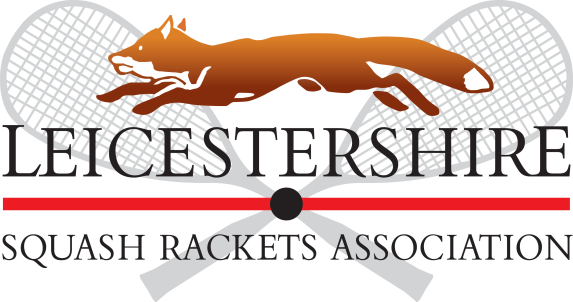 LEICESTERSHIRE
SQUASH RACKETS ASSOCIATION